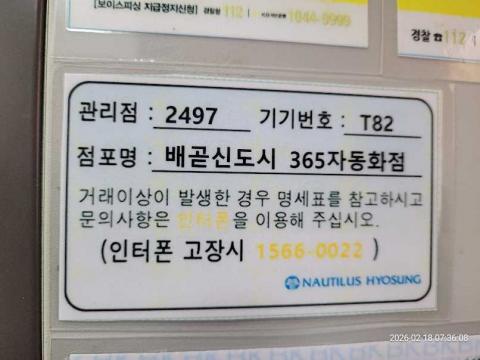 [보이스피싱 지급정지신청] 경찰청 112
경찰 ☎112
관리점 : 2497 기기번호 : T82
점포명 : 배곧신도시 365자동화점
거래이상이 발생한 경우 명세표를 참고하시고
문의사항은 인터폰을 이용해 주십시오.
(인터폰 고장시 1566-0022 )
NAUTILUS HYOSUNG
2026-02-18 07:36:08